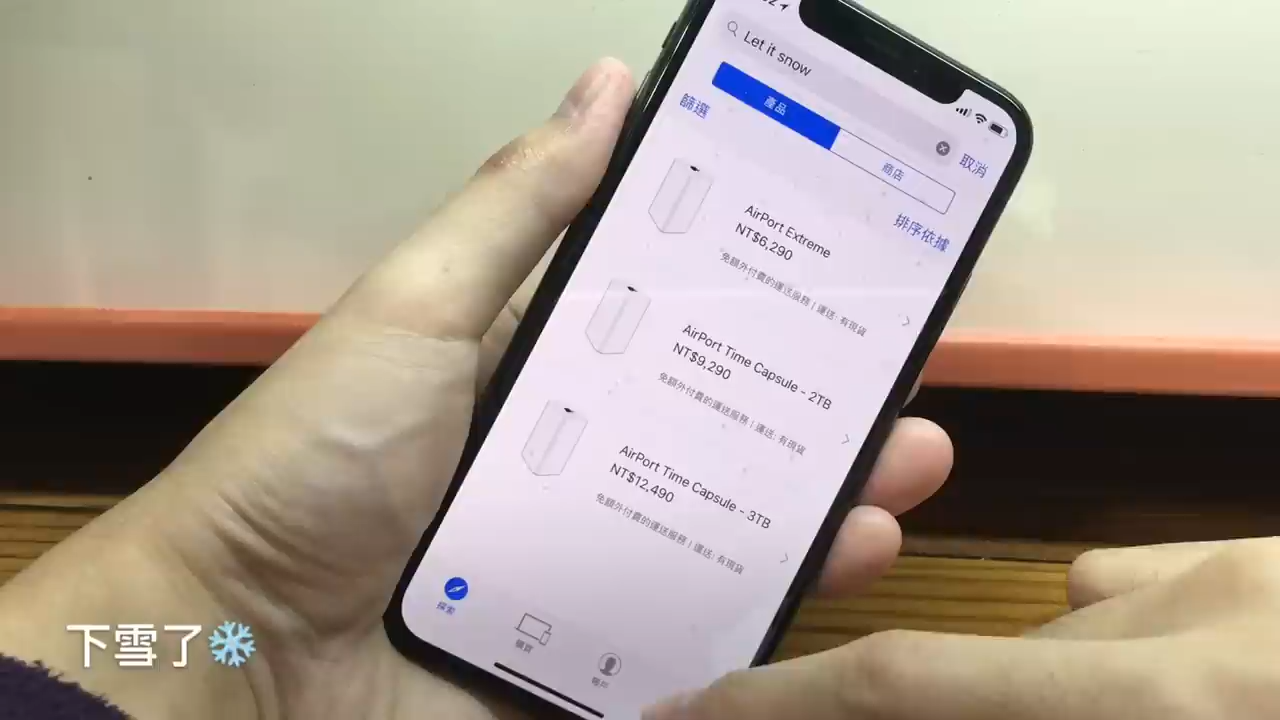 Let it snow
取消
產品
商店
篩選
排序依據
AirPort Extreme
NT$6,290
免額外付費的運送服務 | 運送: 有現貨
AirPort Time Capsule - 2TB
NT$9,290
免額外付費的運送服務 | 運送: 有現貨
AirPort Time Capsule - 3TB
NT$12,490
免額外付費的運送服務 | 運送: 有現貨
探索
購買
帳戶
下雪了❄️